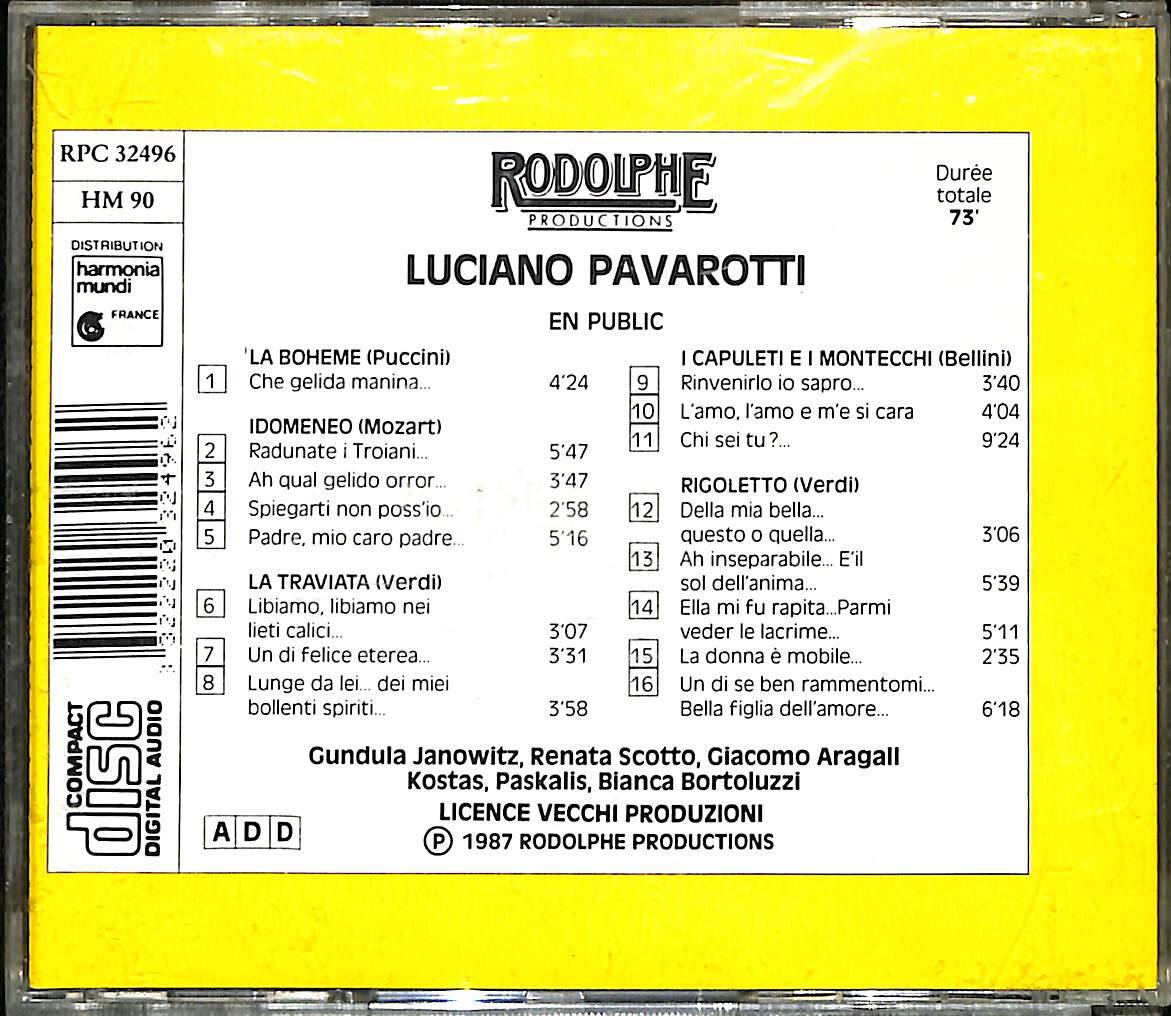 RPC 32496
HM 90
DISTRIBUTION
harmonia
mundi
FRANCE
COMPACT
disc
DIGITAL AUDIO
RODOLPHE
PRODUCTIONS
Durée
totale
73'
LUCIANO PAVAROTTI
EN PUBLIC
'LA BOHEME (Puccini)
1 Che gelida manina... 4'24
IDOMENEO (Mozart)
2 Radunate i Troiani... 5'47
3 Ah qual gelido orror... 3'47
4 Spiegarti non poss'io... 2'58
5 Padre, mio caro padre... 5'16
LA TRAVIATA (Verdi)
6 Libiamo, libiamo nei
lieti calici... 3'07
7 Un di felice eterea... 3'31
8 Lunge da lei... dei miei
bollenti spiriti... 3'58
I CAPULETI E I MONTECCHI (Bellini)
9 Rinvenirlo io sapro... 3'40
10 L'amo, l'amo e m'e si cara 4'04
11 Chi sei tu?... 9'24
RIGOLETTO (Verdi)
12 Della mia bella...
questo o quella... 3'06
13 Ah inseparabile... E'il
sol dell'anima... 5'39
14 Ella mi fu rapita...Parmi
veder le lacrime... 5'11
15 La donna è mobile... 2'35
16 Un di se ben rammentomi...
Bella figlia dell'amore... 6'18
Gundula Janowitz, Renata Scotto, Giacomo Aragall
Kostas, Paskalis, Bianca Bortoluzzi
LICENCE VECCHI PRODUZIONI
Ⓟ 1987 RODOLPHE PRODUCTIONS
A D D